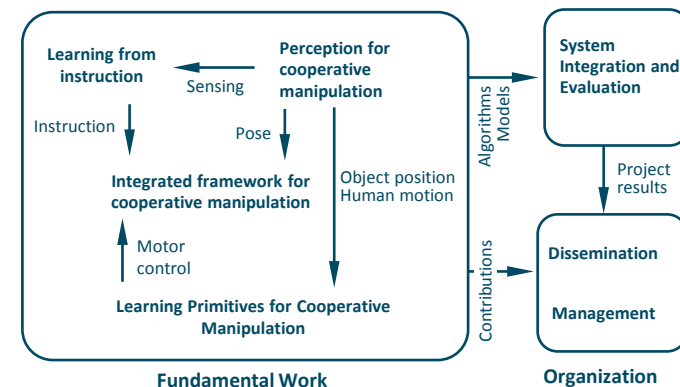 Learning from
instruction
Perception for
cooperative
manipulation
Sensing
Instruction
Pose
Integrated framework for
cooperative manipulation
Object position
Human motion
Motor
control
Learning Primitives for Cooperative
Manipulation
Fundamental Work
Algorithms
Models
Contributions
System
Integration and
Evaluation
Project
results
Dissemination
Management
Organization